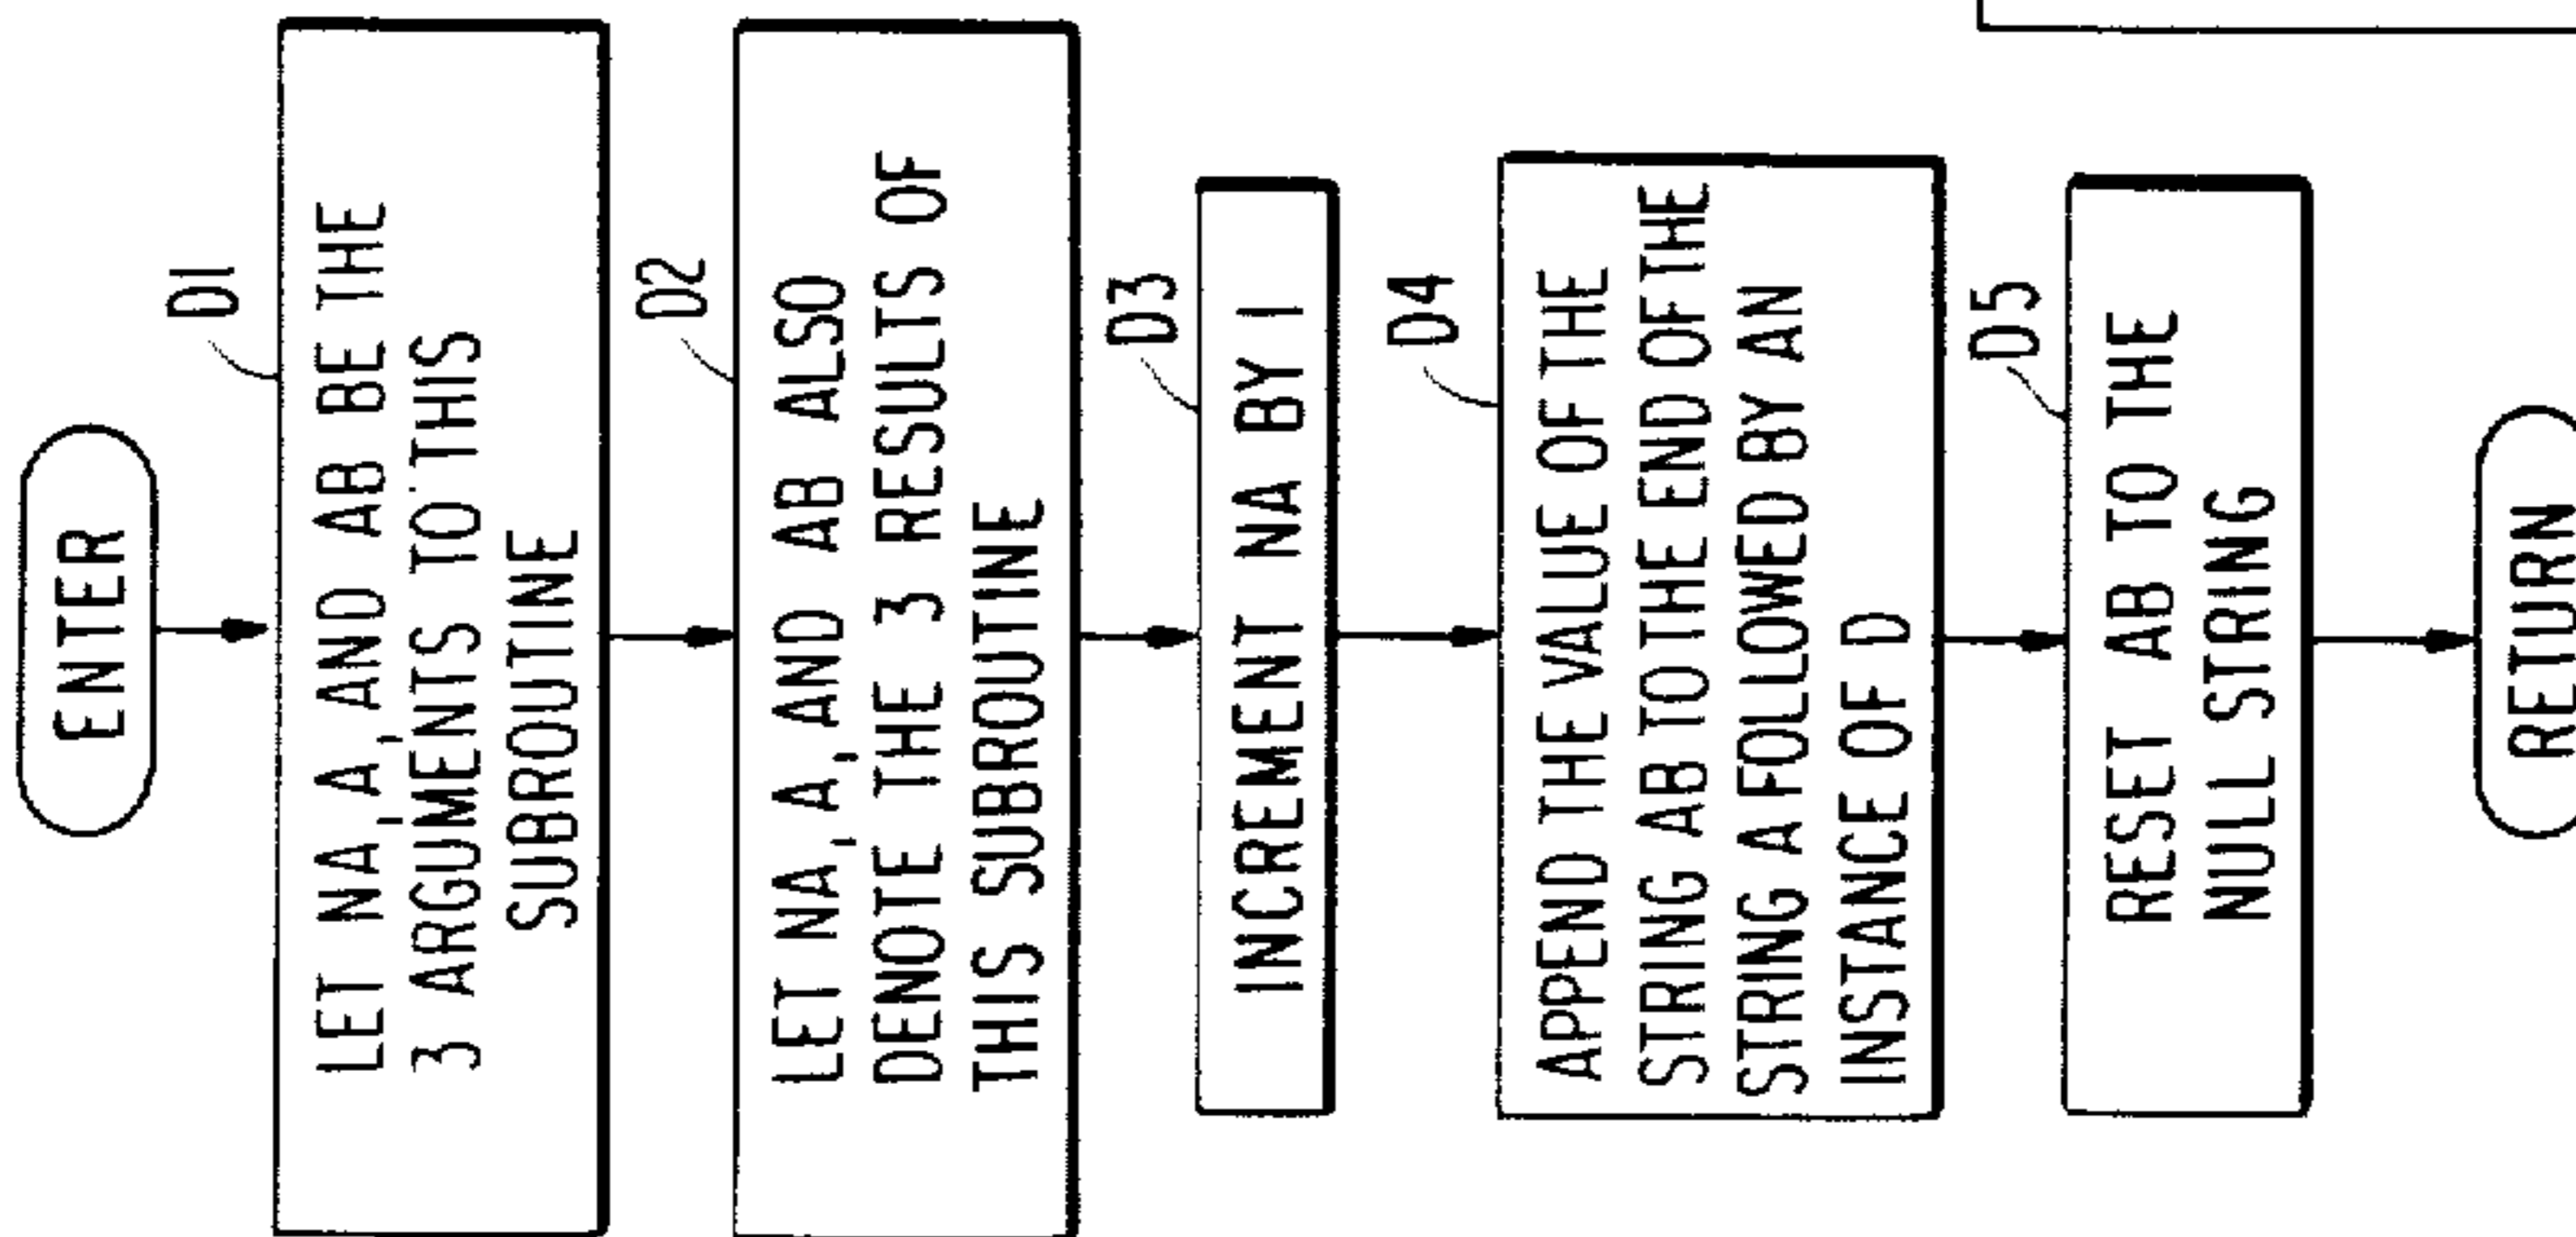 ENTER
D1
LET NA, A, AND AB BE THE
3 ARGUMENTS TO THIS
SUBROUTINE
D2
LET NA, A, AND AB ALSO
DENOTE THE 3 RESULTS OF
THIS SUBROUTINE
D3
INCREMENT NA BY 1
D4
APPEND THE VALUE OF THE
STRING AB TO THE END OF THE
STRING A FOLLOWED BY AN
INSTANCE OF D
D5
RESET AB TO THE
NULL STRING
RETURN